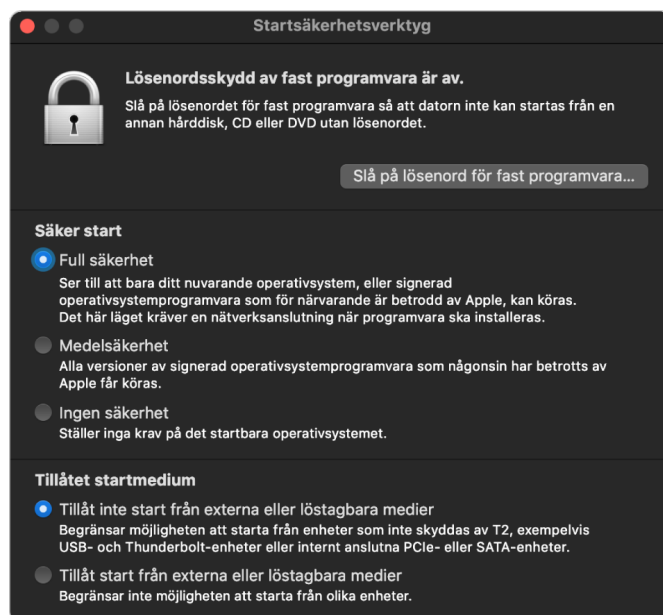 Startsäkerhetsverktyg
Lösenordsskydd av fast programvara är av.
Slå på lösenordet för fast programvara så att datorn inte kan startas från en
annan hårddisk, CD eller DVD utan lösenordet.
Slå på lösenord för fast programvara...
Säker start
Full säkerhet
Ser till att bara ditt nuvarande operativsystem, eller signerad
operativsystemprogramvara som för närvarande är betrodd av Apple, kan köras.
Det här läget kräver en nätverksanslutning när programvara ska installeras.
Medelsäkerhet
Alla versioner av signerad operativsystemprogramvara som någonsin har betrotts av
Apple får köras.
Ingen säkerhet
Ställer inga krav på det startbara operativsystemet.
Tillåtet startmedium
Tillåt inte start från externa eller löstagbara medier
Begränsar möjligheten att starta från enheter som inte skyddas av T2, exempelvis
USB- och Thunderbolt-enheter eller internt anslutna PCIe- eller SATA-enheter.
Tillåt start från externa eller löstagbara medier
Begränsar inte möjligheten att starta från olika enheter.